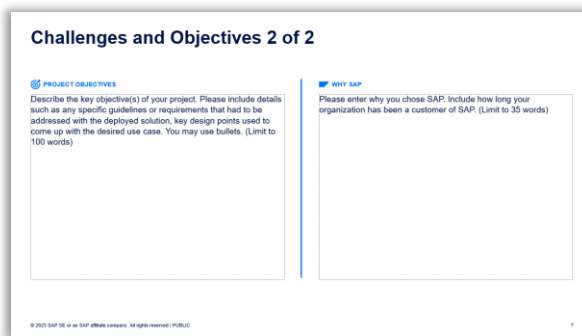 Challenges and Objectives 2 of 2
PROJECT OBJECTIVES
Describe the key objective(s) of your project. Please include details
such as any specific guidelines or requirements that had to be
addressed with the deployed solution, key design points used to
come up with the desired use case. You may use bullets. (Limit to
100 words)
WHY SAP
Please enter why you chose SAP. Include how long your
organization has been a customer of SAP. (Limit to 35 words)
© 2023 SAP SE or an SAP affiliate company. All rights reserved | PUBLIC
7